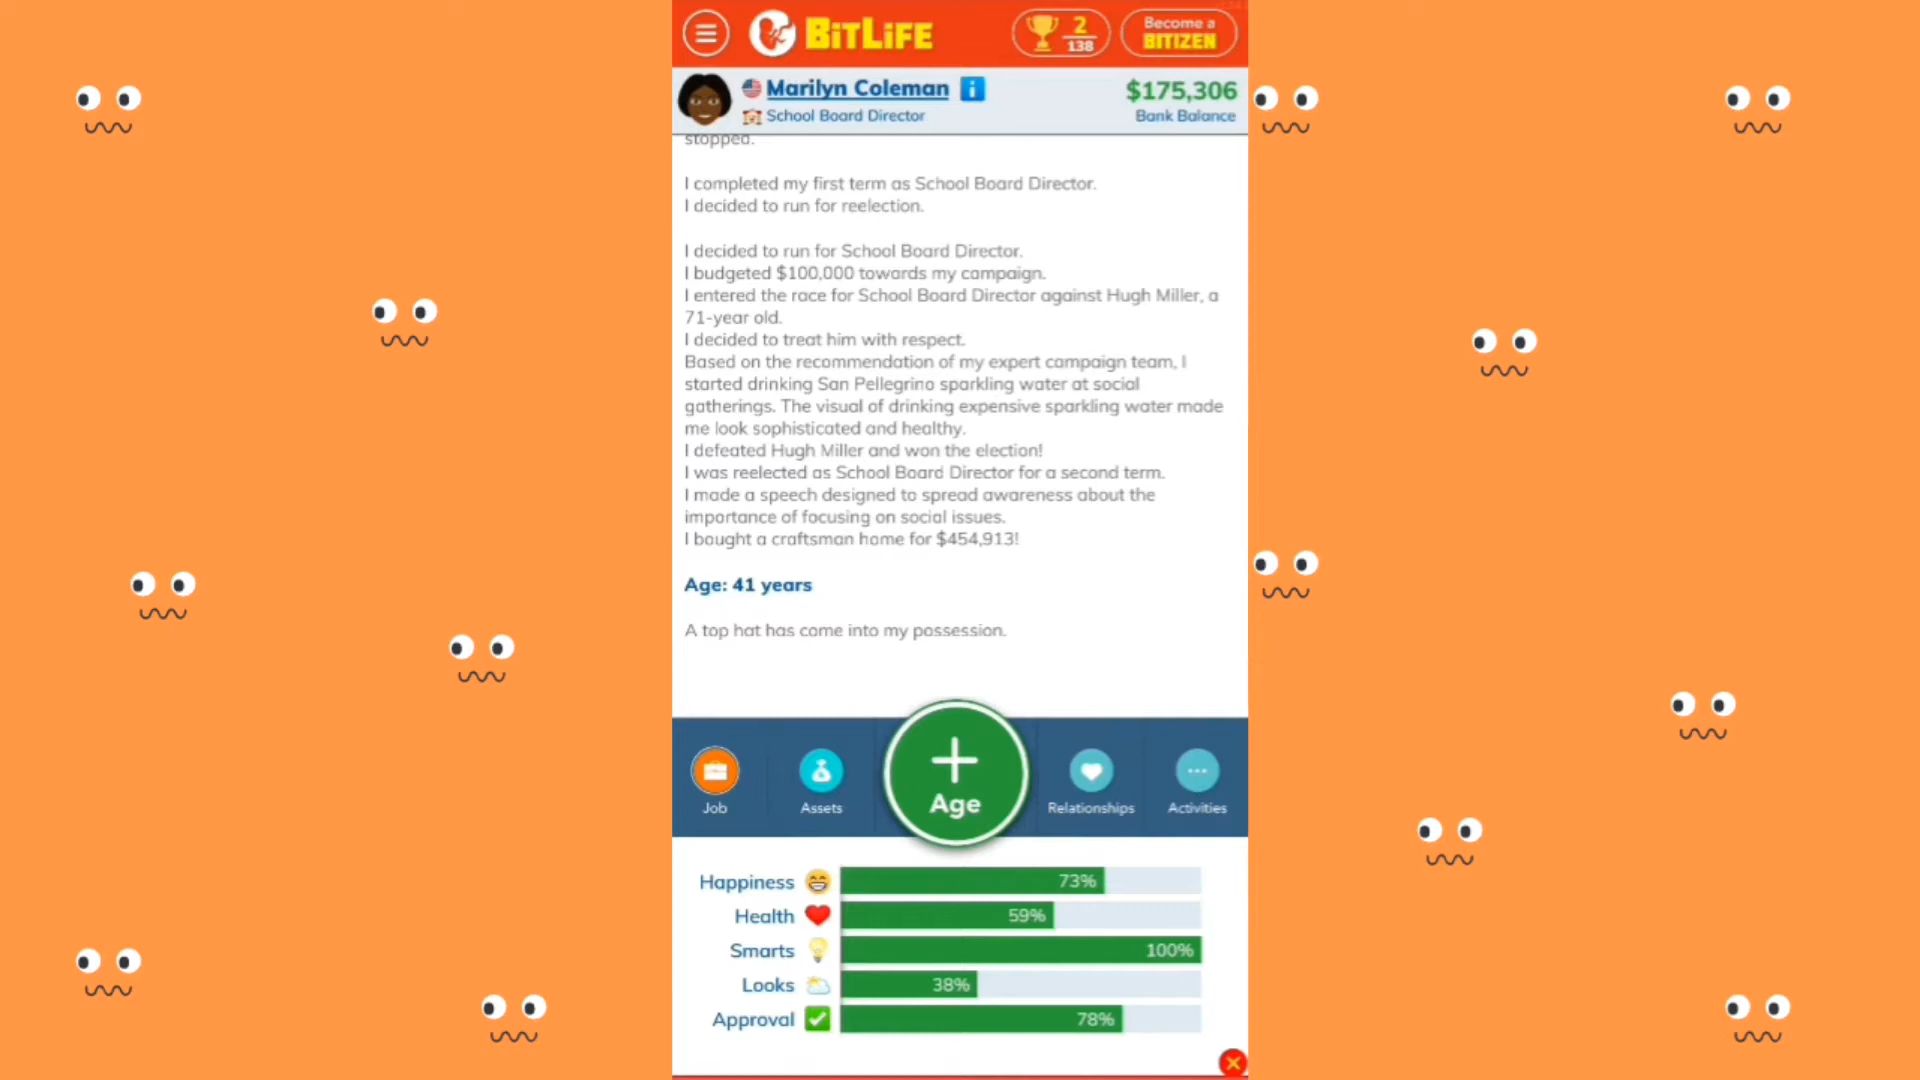 BITLIFE
2
138
Become a
BITIZEN
Marilyn Coleman
School Board Director
$175,306
Bank Balance
stopped.
I completed my first term as School Board Director.
I decided to run for reelection.
I decided to run for School Board Director.
I budgeted $100,000 towards my campaign.
I entered the race for School Board Director against Hugh Miller, a
71-year old.
I decided to treat him with respect.
Based on the recommendation of my expert campaign team, I
started drinking San Pellegrino sparkling water at social
gatherings. The visual of drinking expensive sparkling water made
me look sophisticated and healthy.
I defeated Hugh Miller and won the election!
I was reelected as School Board Director for a second term.
I made a speech designed to spread awareness about the
importance of focusing on social issues.
I bought a craftsman home for $454,913!
Age: 41 years
A top hat has come into my possession.
Job
Assets
Age
Relationships
Activities
Happiness 73%
Health 59%
Smarts 100%
Looks 38%
Approval 78%